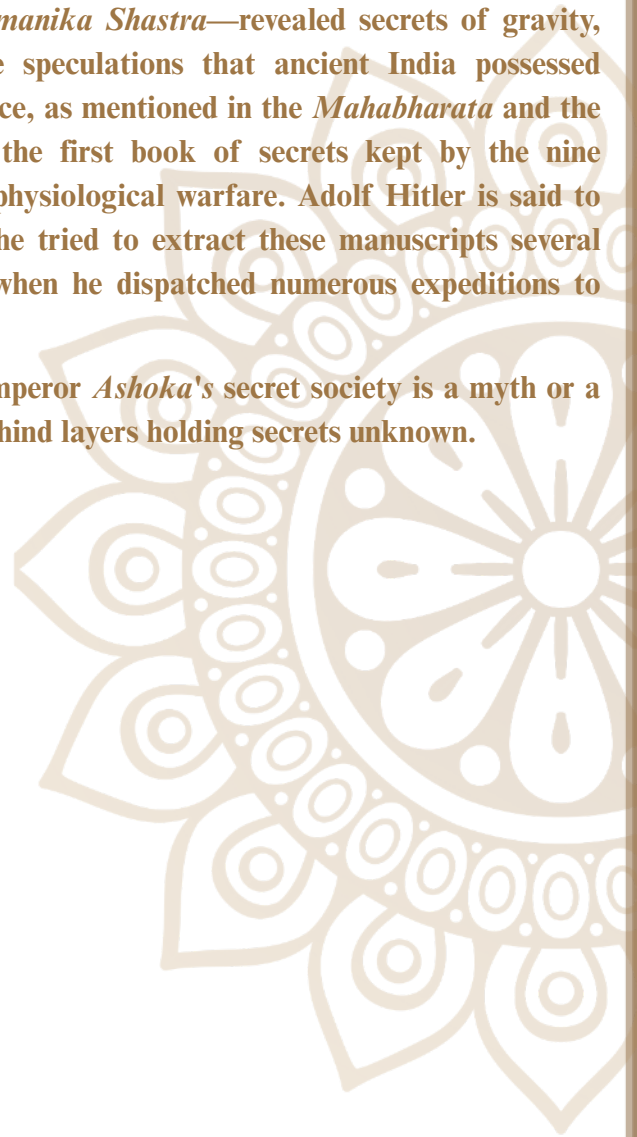 manika Shastra—revealed secrets of gravity,
speculations that ancient India possessed
ce, as mentioned in the Mahabharata and the
the first book of secrets kept by the nine
physiological warfare. Adolf Hitler is said to
he tried to extract these manuscripts several
when he dispatched numerous expeditions to
mperor Ashoka's secret society is a myth or a
hind layers holding secrets unknown.